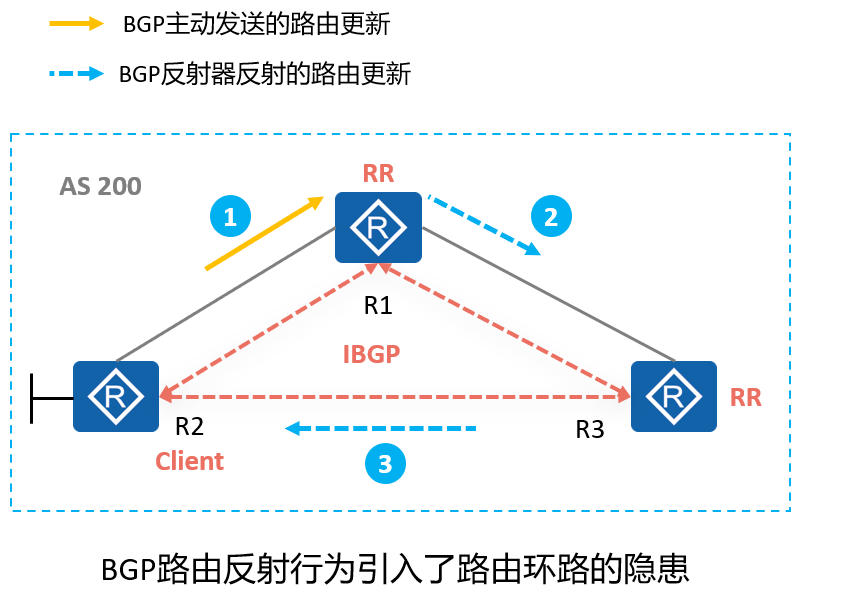 BGP主动发送的路由更新
BGP反射器反射的路由更新
RR
AS 200
1
2
R
R1
IBGP
R
R
RR
R2
R3
Client
3
BGP路由反射行为引入了路由环路的隐患